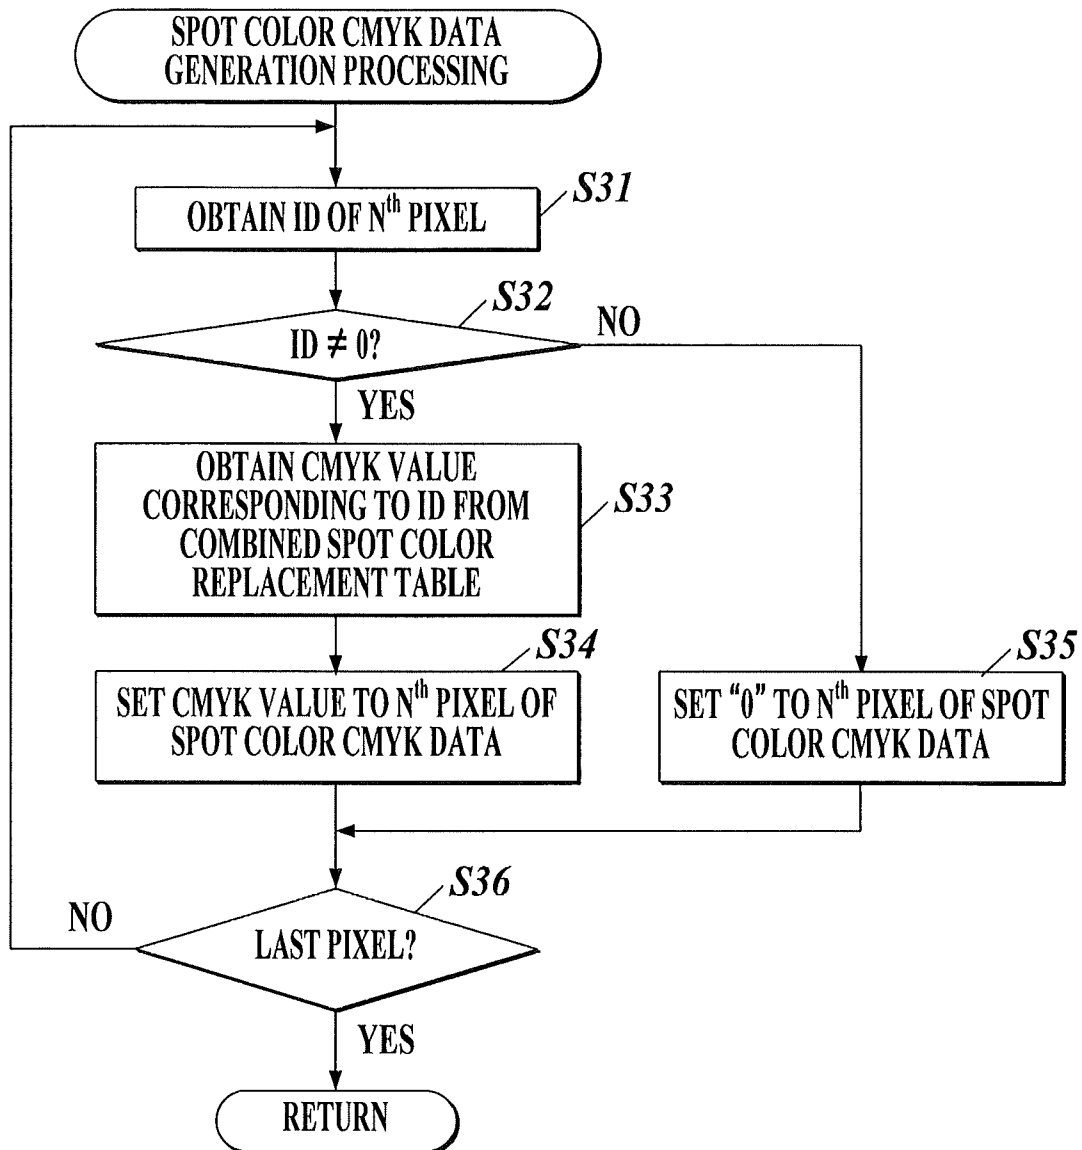 SPOT COLOR CMYK DATA
GENERATION PROCESSING
S31
OBTAIN ID OF Nth PIXEL
S32
ID ≠ 0?
NO
YES
OBTAIN CMYK VALUE
CORRESPONDING TO ID FROM
COMBINED SPOT COLOR
REPLACEMENT TABLE
S33
S34
SET CMYK VALUE TO Nth PIXEL OF
SPOT COLOR CMYK DATA
S35
SET "0" TO Nth PIXEL OF SPOT
COLOR CMYK DATA
S36
LAST PIXEL?
NO
YES
RETURN